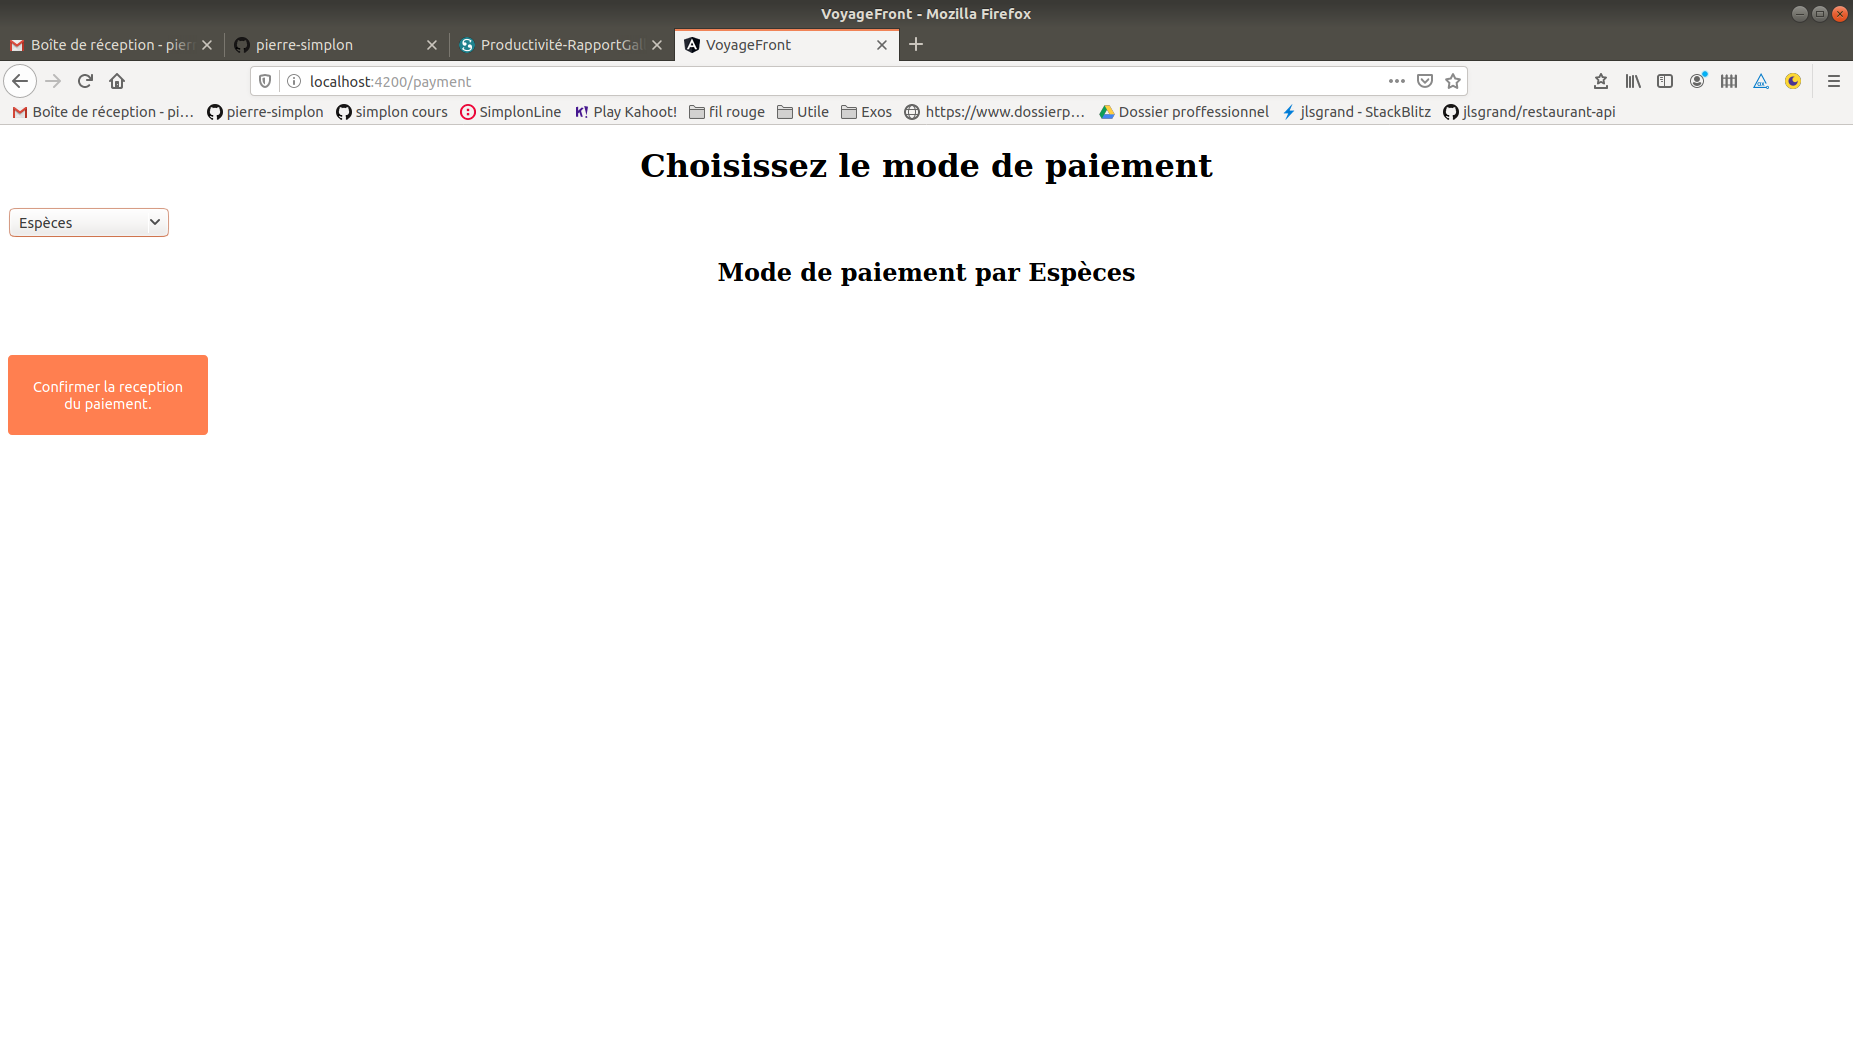 VoyageFront - Mozilla Firefox
Boîte de réception - pier
pierre-simplon
Productivité-RapportGal
VoyageFront
localhost:4200/payment
Boîte de réception - pi…
pierre-simplon
simplon cours
SimplonLine
K! Play Kahoot!
fil rouge
Utile
Exos
https://www.dossierp…
Dossier proffessionnel
jlsgrand - StackBlitz
jlsgrand/restaurant-api
Choisissez le mode de paiement
Espèces
Mode de paiement par Espèces
Confirmer la reception
du paiement.